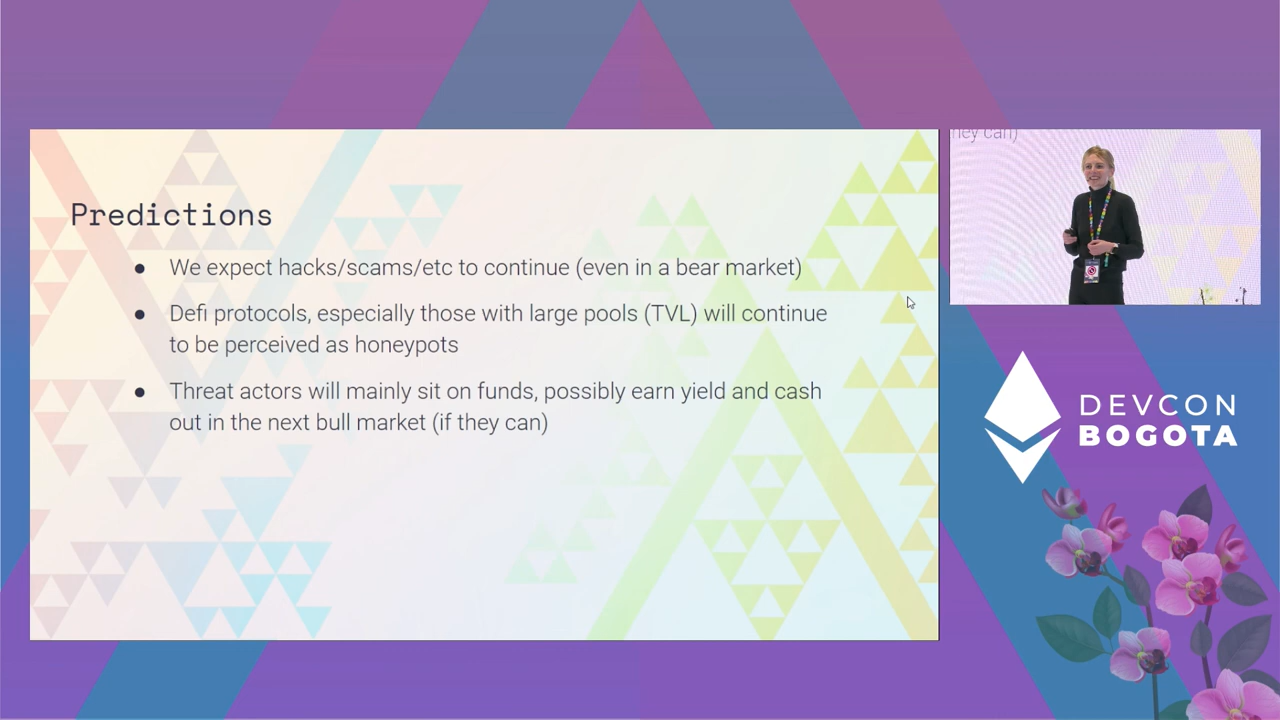 Predictions
● We expect hacks/scams/etc to continue (even in a bear market)
● Defi protocols, especially those with large pools (TVL) will continue
to be perceived as honeypots
● Threat actors will mainly sit on funds, possibly earn yield and cash
out in the next bull market (if they can)
they can)
DEVCON
BOGOTA